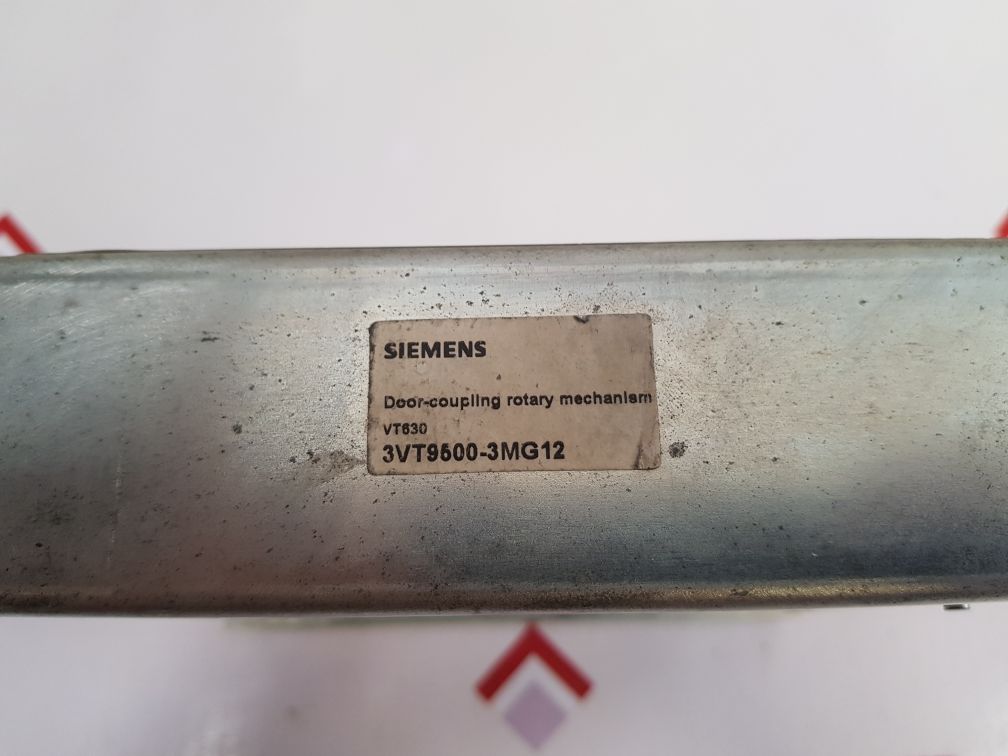 SIEMENS
Door-coupling rotary mechanism
VT630
3VT9500-3MG12